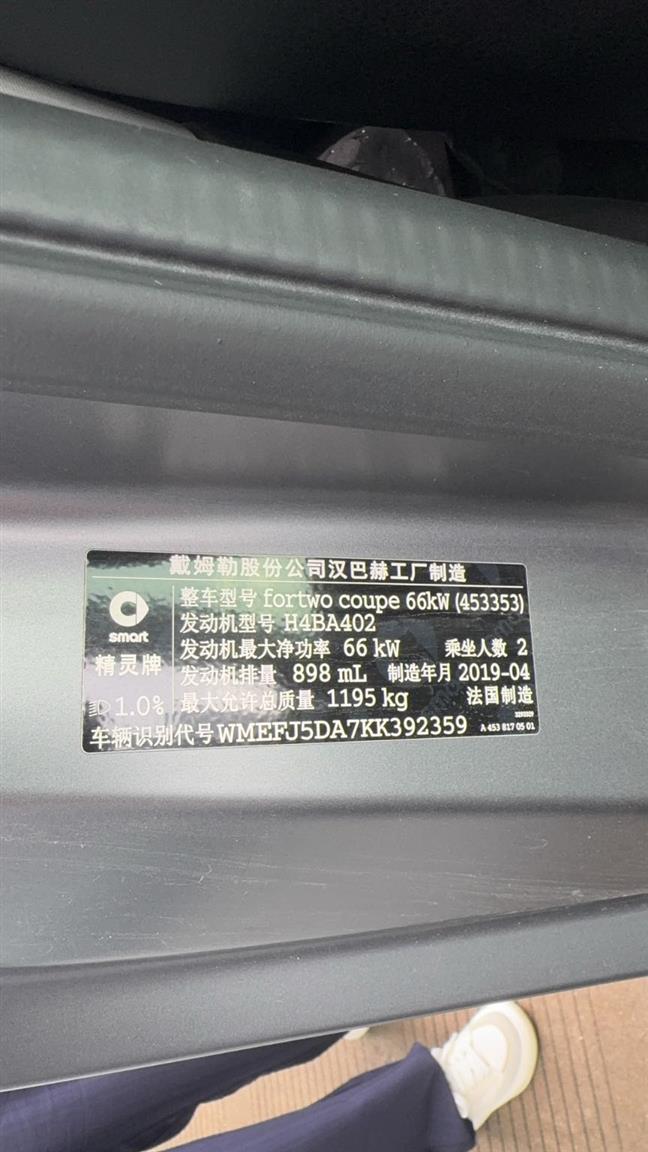 戴姆勒股份公司汉巴赫工厂制造
smart
精灵牌
1.0%
整车型号 fortwo coupe 66kW (453353)
发动机型号 H4BA402
发动机最大净功率 66 kW 乘坐人数 2
发动机排量 898 mL 制造年月 2019-04
最大允许总质量 1195 kg 法国制造
车辆识别代号 WMEFJ5DA7KK392359 A 453 817 05 01